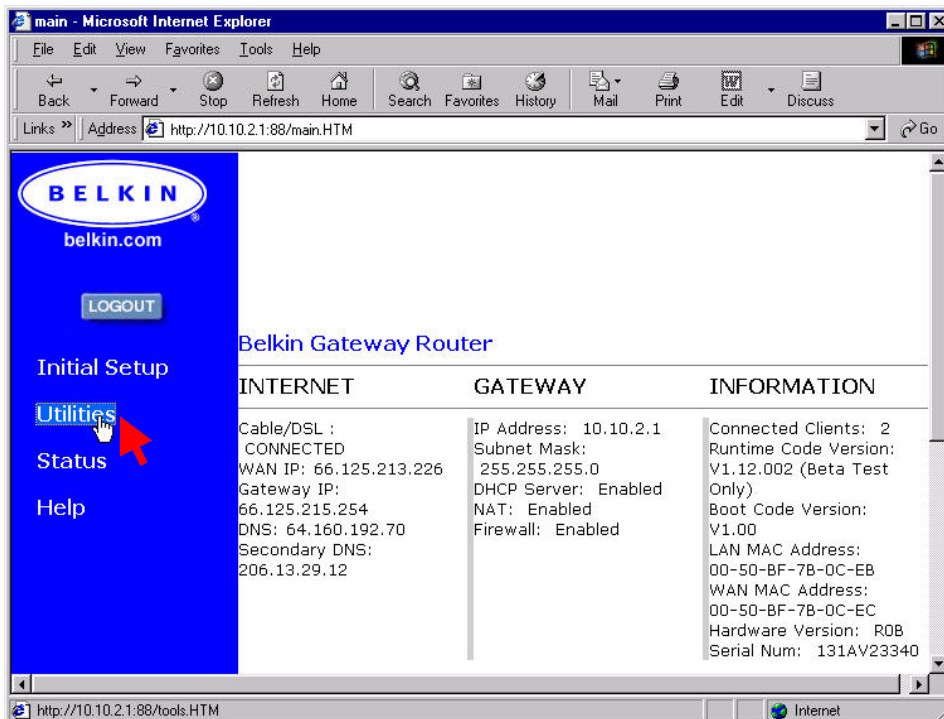 main - Microsoft Internet Explorer
File Edit View Favorites Tools Help
Back Forward Stop Refresh Home Search Favorites History Mail Print Edit Discuss
Links » Address http://10.10.2.1:88/main.HTM Go
BELKIN
®
belkin.com
LOGOUT
Initial Setup
Utilities
Status
Help
Belkin Gateway Router
INTERNET
Cable/DSL :
CONNECTED
WAN IP: 66.125.213.226
Gateway IP:
66.125.215.254
DNS: 64.160.192.70
Secondary DNS:
206.13.29.12
GATEWAY
IP Address: 10.10.2.1
Subnet Mask:
255.255.255.0
DHCP Server: Enabled
NAT: Enabled
Firewall: Enabled
INFORMATION
Connected Clients: 2
Runtime Code Version:
V1.12.002 (Beta Test
Only)
Boot Code Version:
V1.00
LAN MAC Address:
00-50-BF-7B-0C-EB
WAN MAC Address:
00-50-BF-7B-0C-EC
Hardware Version: R0B
Serial Num: 131AV23340
http://10.10.2.1:88/tools.HTM
Internet